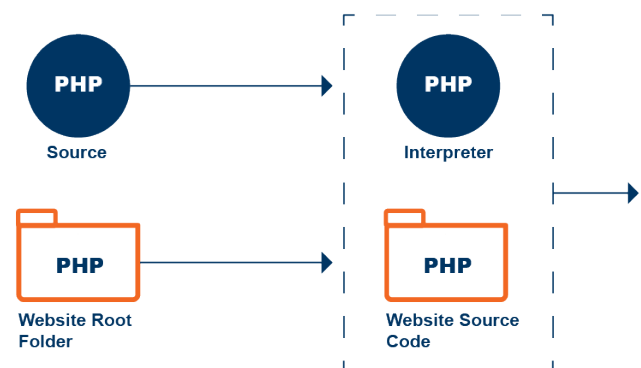 PHP
PHP
Source
Interpreter
PHP
PHP
Website Root
Folder
Website Source
Code